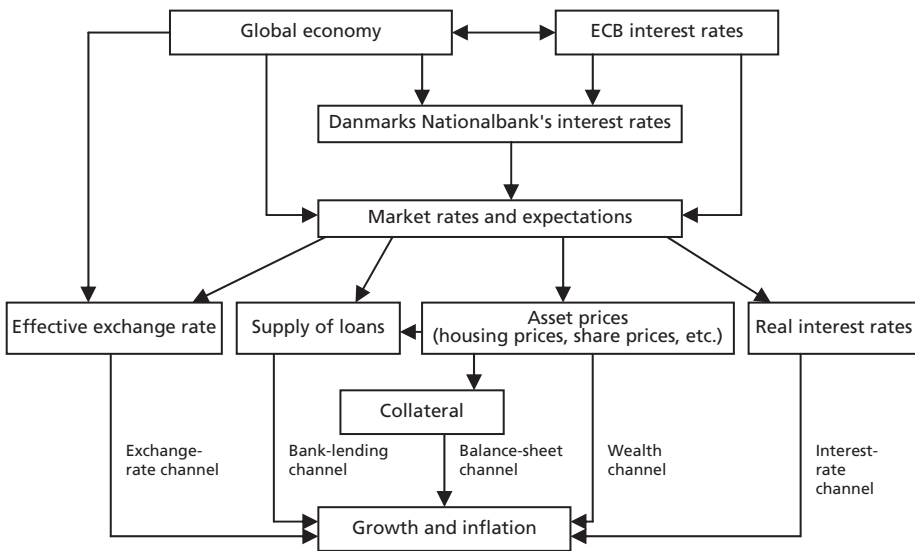 Global economy
ECB interest rates
Danmarks Nationalbank's interest rates
Market rates and expectations
Effective exchange rate
Supply of loans
Asset prices
(housing prices, share prices, etc.)
Real interest rates
Collateral
Exchange-
rate channel
Bank-lending
channel
Balance-sheet
channel
Wealth
channel
Interest-
rate
channel
Growth and inflation